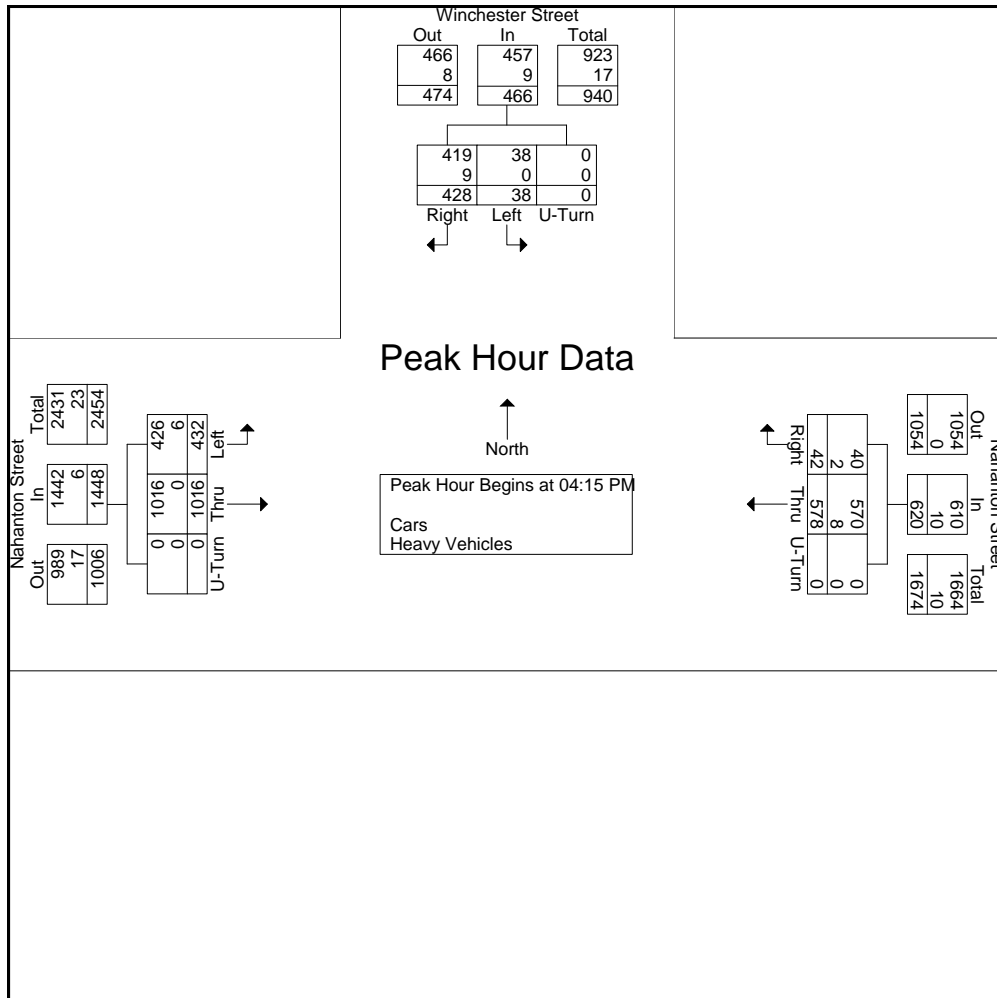 Winchester Street
Out In Total
466 457 923
8 9 17
474 466 940
419 38 0
9 0 0
428 38 0
Right Left U-Turn
Peak Hour Data
North
Peak Hour Begins at 04:15 PM
Cars
Heavy Vehicles
Nahanton Street
Out In Total
989 1442 2431
17 6 23
1006 1448 2454
Left Thru U-Turn
426 1016 0
6 0 0
432 1016 0
Nahanton Street
Out In Total
1054 610 1664
0 10 10
1054 620 1674
40 570 0
2 8 0
42 578 0
Right Thru U-Turn